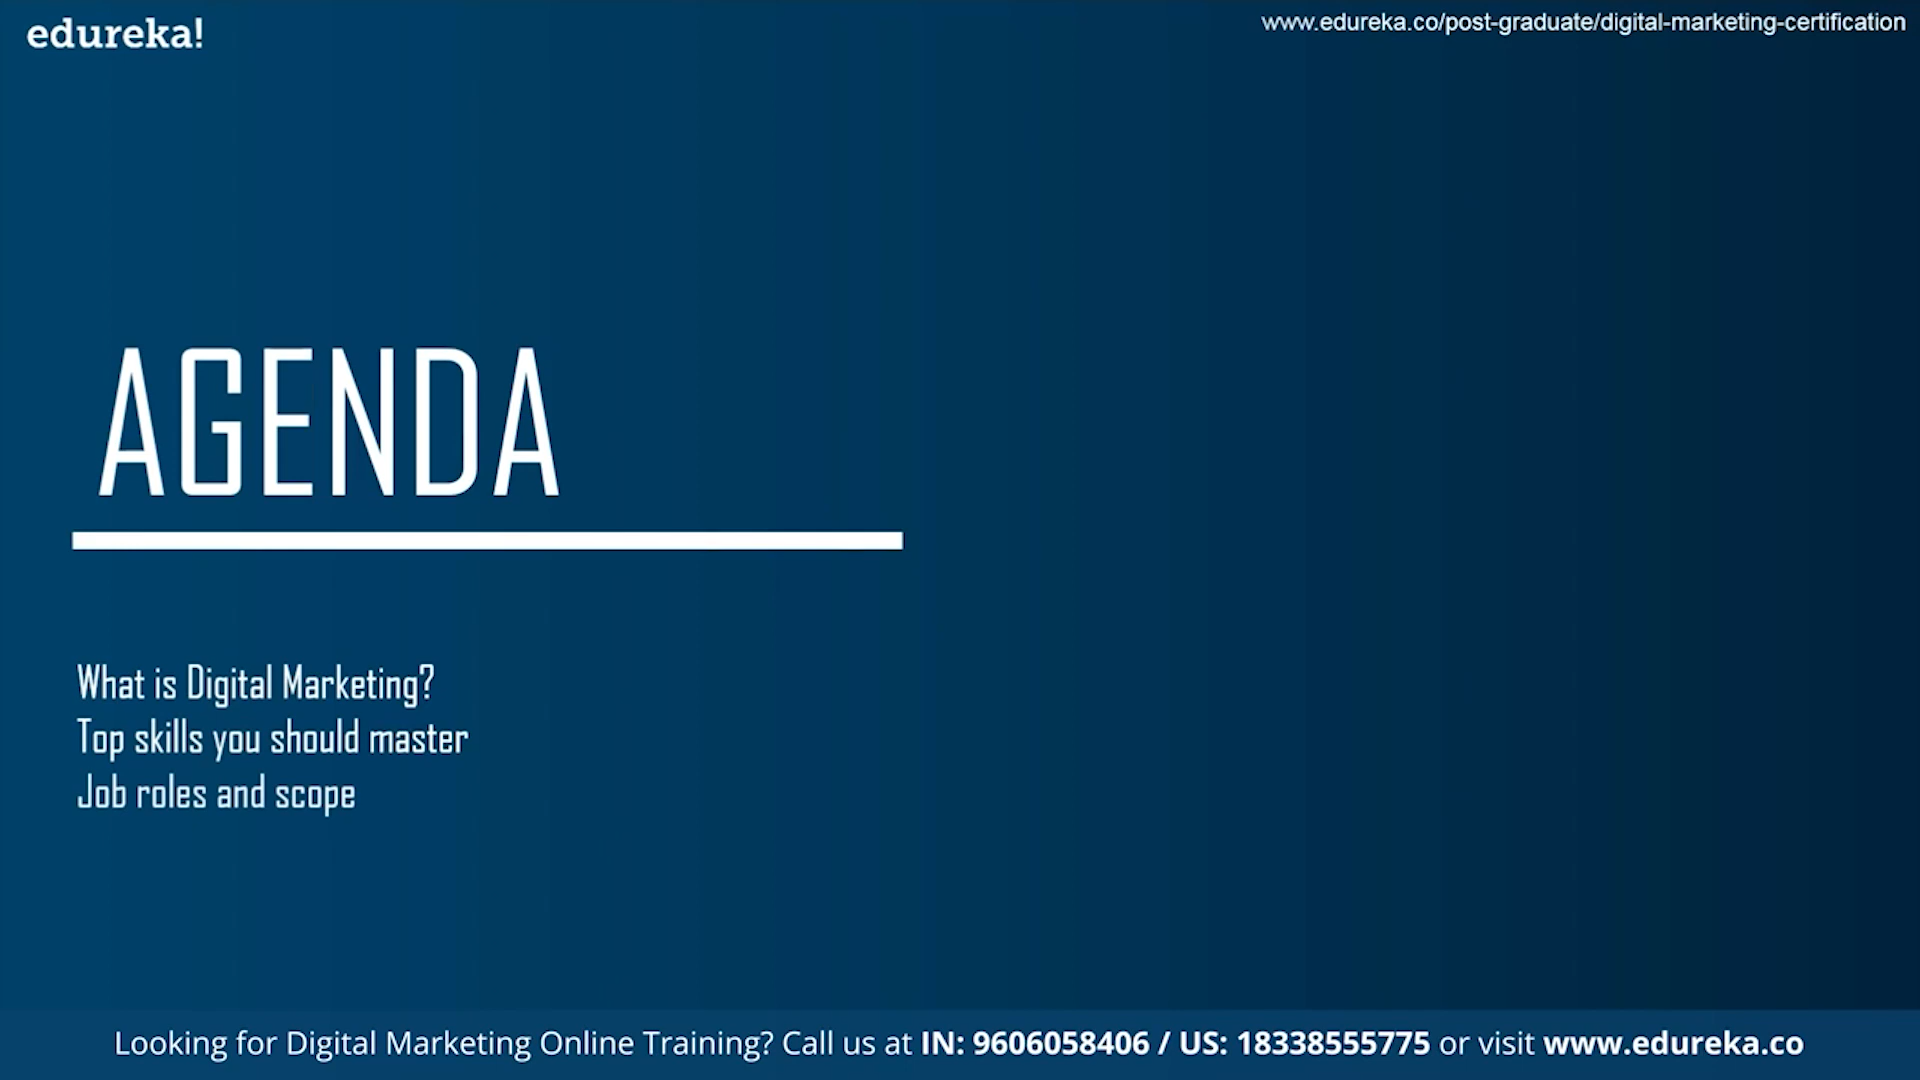 edureka!
www.edureka.co/post-graduate/digital-marketing-certification
AGENDA
What is Digital Marketing?
Top skills you should master
Job roles and scope
Looking for Digital Marketing Online Training? Call us at IN: 9606058406 / US: 18338555775 or visit www.edureka.co